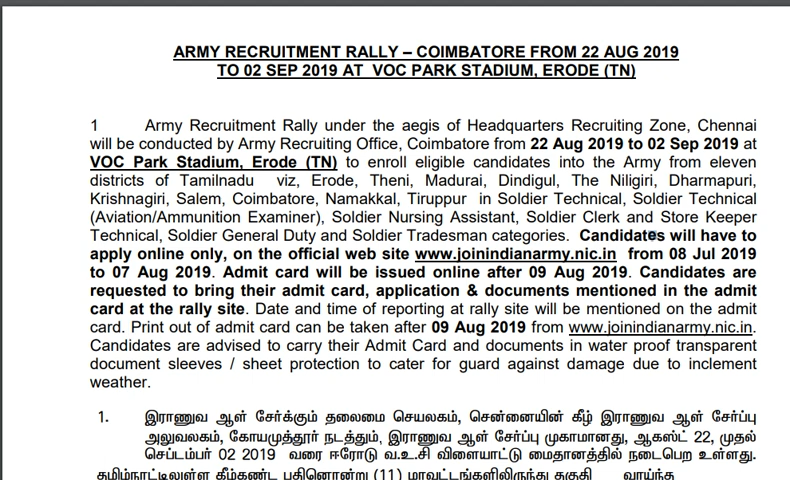 ARMY RECRUITMENT RALLY – COIMBATORE FROM 22 AUG 2019
TO 02 SEP 2019 AT VOC PARK STADIUM, ERODE (TN)
1 Army Recruitment Rally under the aegis of Headquarters Recruiting Zone, Chennai
will be conducted by Army Recruiting Office, Coimbatore from 22 Aug 2019 to 02 Sep 2019 at
VOC Park Stadium, Erode (TN) to enroll eligible candidates into the Army from eleven
districts of Tamilnadu viz, Erode, Theni, Madurai, Dindigul, The Niligiri, Dharmapuri,
Krishnagiri, Salem, Coimbatore, Namakkal, Tiruppur in Soldier Technical, Soldier Technical
(Aviation/Ammunition Examiner), Soldier Nursing Assistant, Soldier Clerk and Store Keeper
Technical, Soldier General Duty and Soldier Tradesman categories. Candidates will have to
apply online only, on the official web site www.joinindianarmy.nic.in from 08 Jul 2019
to 07 Aug 2019. Admit card will be issued online after 09 Aug 2019. Candidates are
requested to bring their admit card, application & documents mentioned in the admit
card at the rally site. Date and time of reporting at rally site will be mentioned on the admit
card. Print out of admit card can be taken after 09 Aug 2019 from www.joinindianarmy.nic.in.
Candidates are advised to carry their Admit Card and documents in water proof transparent
document sleeves / sheet protection to cater for guard against damage due to inclement
weather.
1. இராணுவ ஆள் சேர்க்கும் தலைமை செயலகம், சென்னையின் கீழ் இராணுவ ஆள் சேர்ப்பு
அலுவலகம், கோயமுத்தூர் நடத்தும், இராணுவ ஆள் சேர்ப்பு முகாமானது, ஆகஸ்ட் 22, முதல்
செப்டம்பர் 02 2019 வரை ஈரோடு வ.உ.சி விளையாட்டு மைதானத்தில் நடைபெற உள்ளது.
தமிழ்நாட்டிலுள்ள கீழ்கண்ட பதினொன்று (11) மாவட்டங்களிலிருந்து தகுதி வாய்ந்த